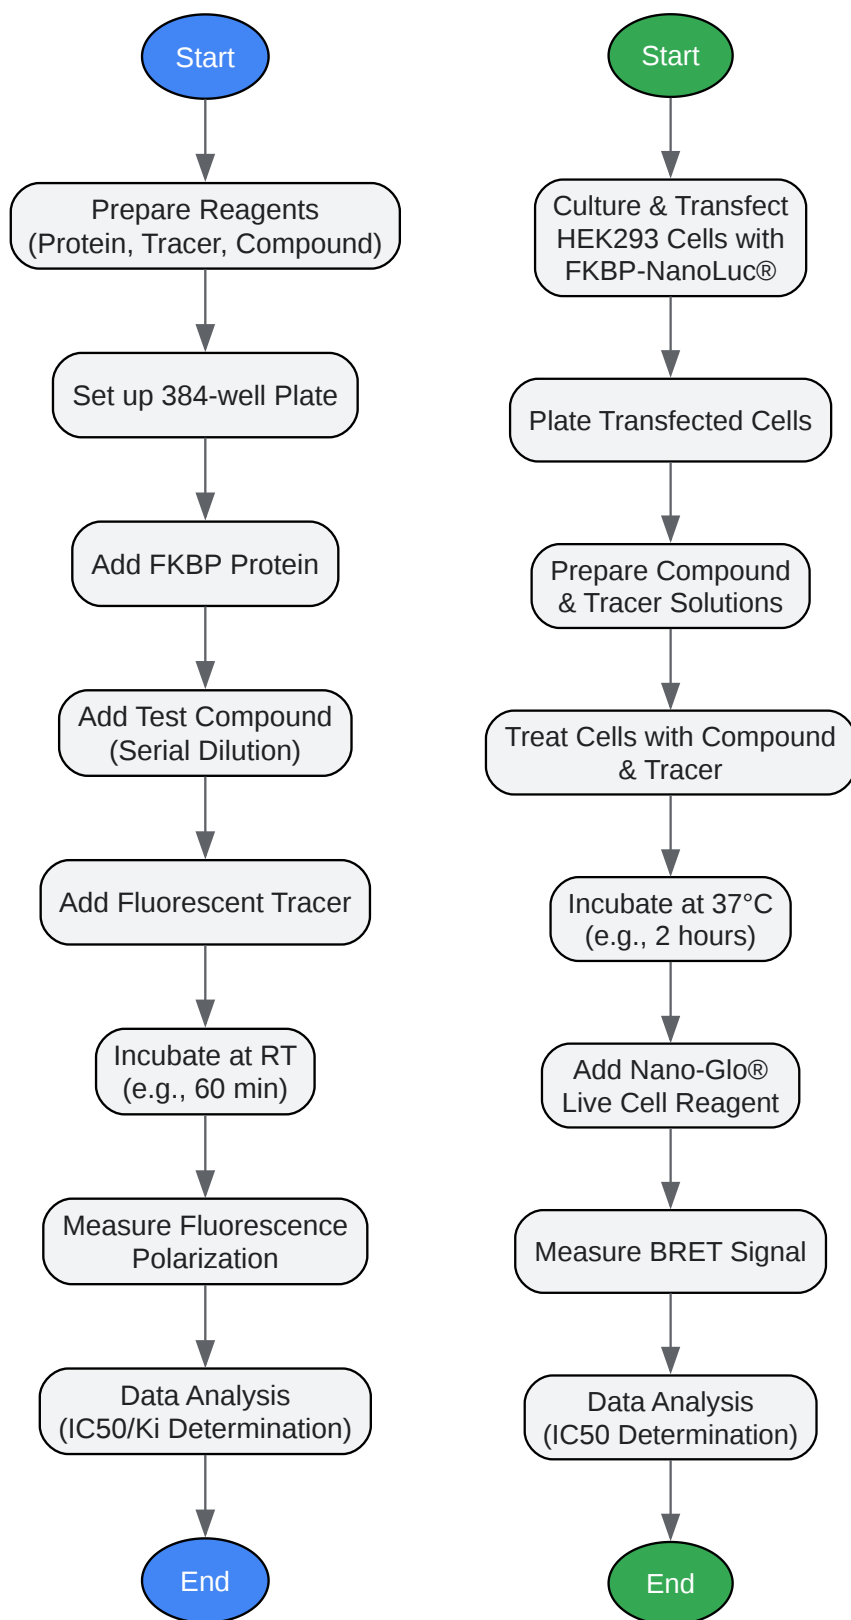 Start
Prepare Reagents
(Protein, Tracer, Compound)
Set up 384-well Plate
Add FKBP Protein
Add Test Compound
(Serial Dilution)
Add Fluorescent Tracer
Incubate at RT
(e.g., 60 min)
Measure Fluorescence
Polarization
Data Analysis
(IC50/Ki Determination)
End
Start
Culture & Transfect
HEK293 Cells with
FKBP-NanoLuc®
Plate Transfected Cells
Prepare Compound
& Tracer Solutions
Treat Cells with Compound
& Tracer
Incubate at 37°C
(e.g., 2 hours)
Add Nano-Glo®
Live Cell Reagent
Measure BRET Signal
Data Analysis
(IC50 Determination)
End